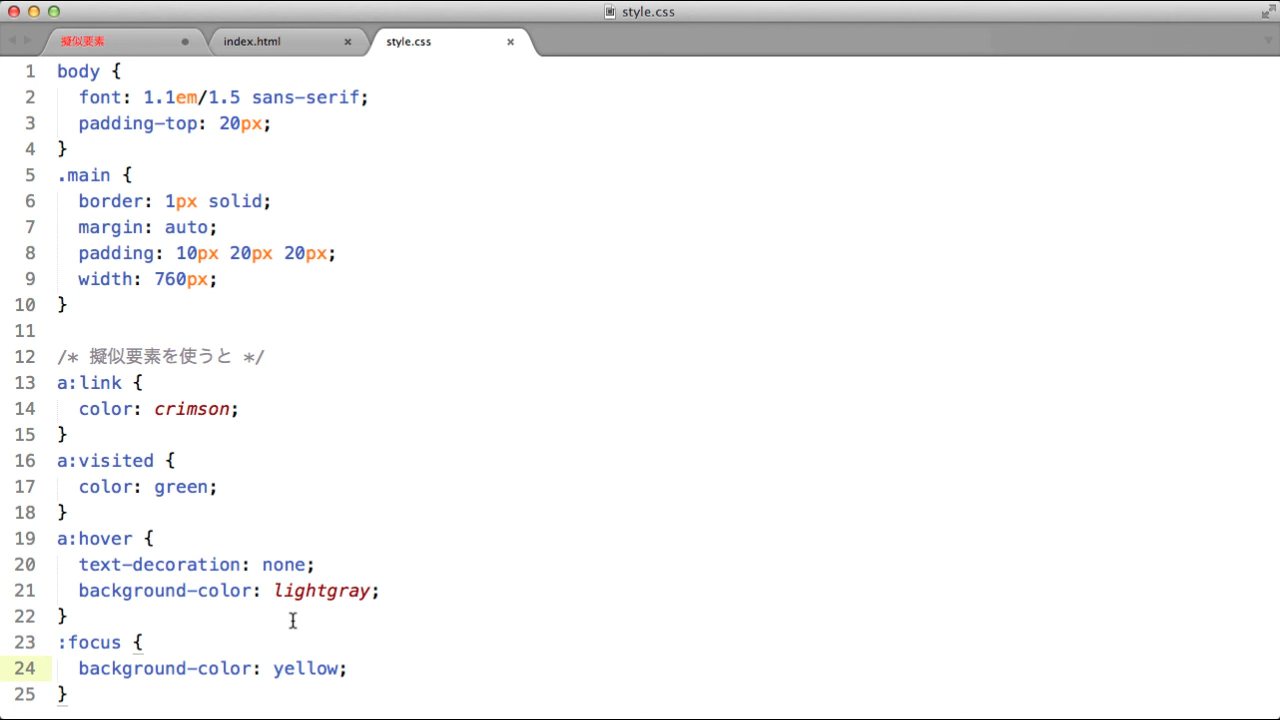 style.css
擬似要素
index.html
style.css
1 body {
2   font: 1.1em/1.5 sans-serif;
3   padding-top: 20px;
4 }
5 .main {
6   border: 1px solid;
7   margin: auto;
8   padding: 10px 20px 20px;
9   width: 760px;
10 }
11
12 /* 擬似要素を使うと */
13 a:link {
14   color: crimson;
15 }
16 a:visited {
17   color: green;
18 }
19 a:hover {
20   text-decoration: none;
21   background-color: lightgray;
22 }
23 :focus {
24   background-color: yellow;
25 }